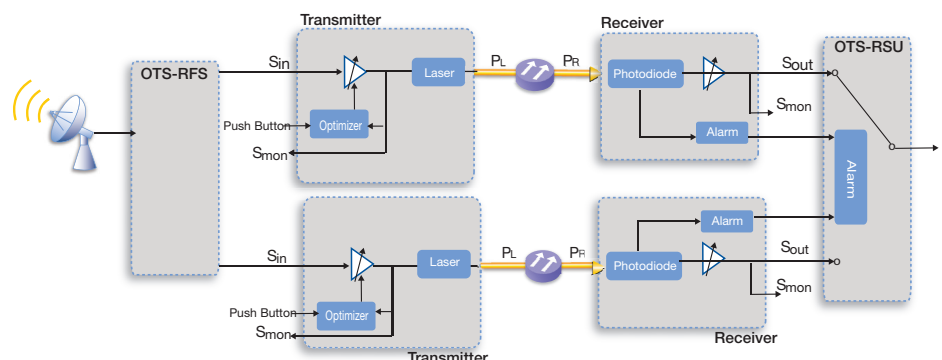 Transmitter
Receiver
OTS-RFS
OTS-RSU
Sin
Laser
PL
PR
Photodiode
Sout
Smon
Push Button
Optimizer
Alarm
Smon
Alarm
Sin
Laser
PL
PR
Alarm
Photodiode
Sout
Smon
Push Button
Optimizer
Smon
Receiver
Transmitter